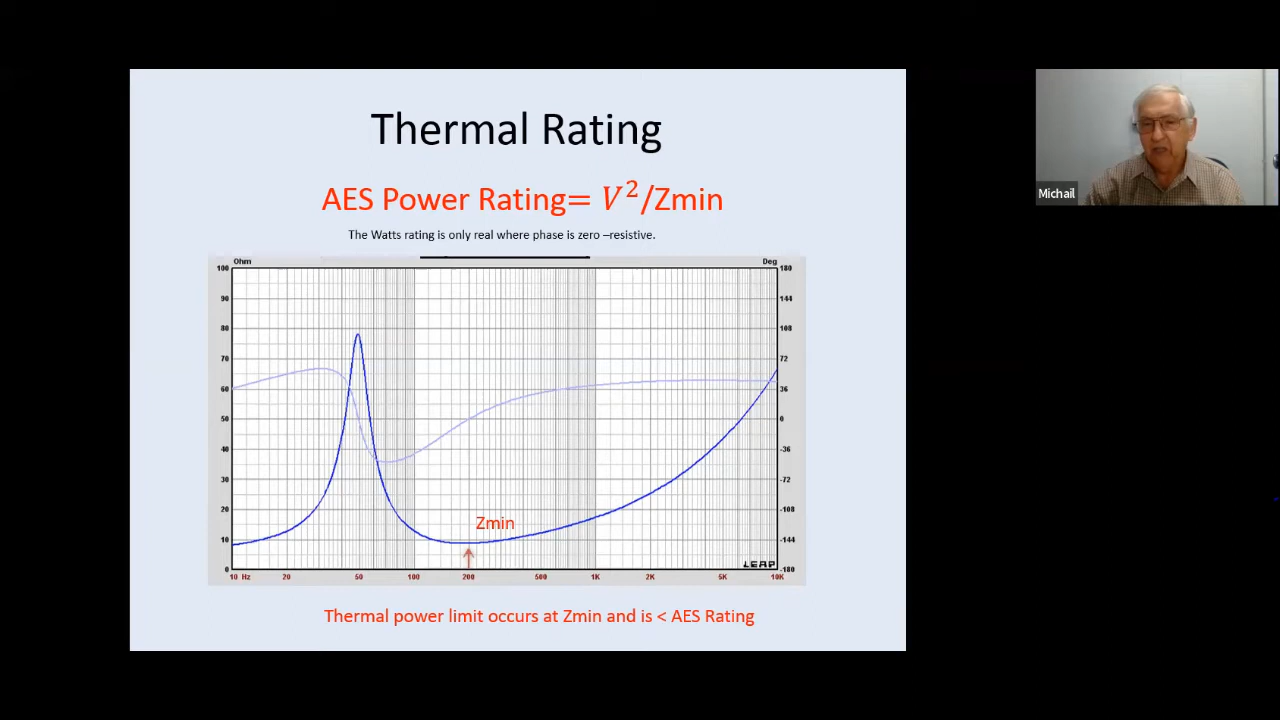 Thermal Rating
AES Power Rating= V²/Zmin
The Watts rating is only real where phase is zero –resistive.
Ohm Deg
100 180
90 144
80 108
70 72
60 36
50 0
40 -36
30 -72
20 -108
10 -144
0 -180
Zmin
LEAP
10 Hz 20 50 100 200 500 1K 2K 5K 10K
Thermal power limit occurs at Zmin and is < AES Rating
Michail